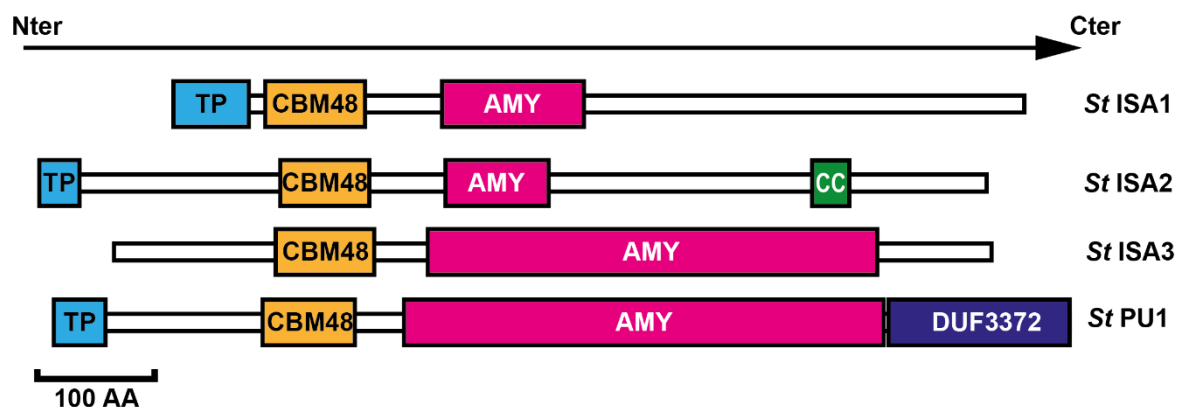 Nter Cter
TP CBM48 AMY St ISA1
TP CBM48 AMY CC St ISA2
CBM48 AMY St ISA3
TP CBM48 AMY DUF3372 St PU1
100 AA